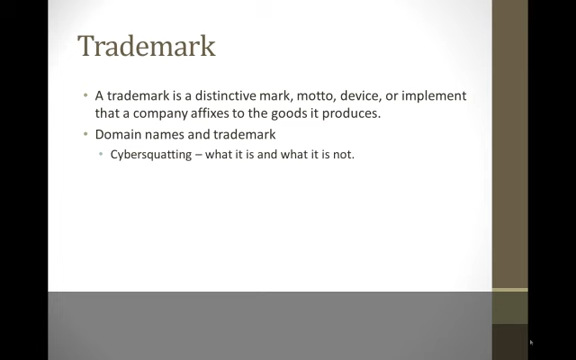 Trademark
• A trademark is a distinctive mark, motto, device, or implement
that a company affixes to the goods it produces.
• Domain names and trademark
• Cybersquatting – what it is and what it is not.